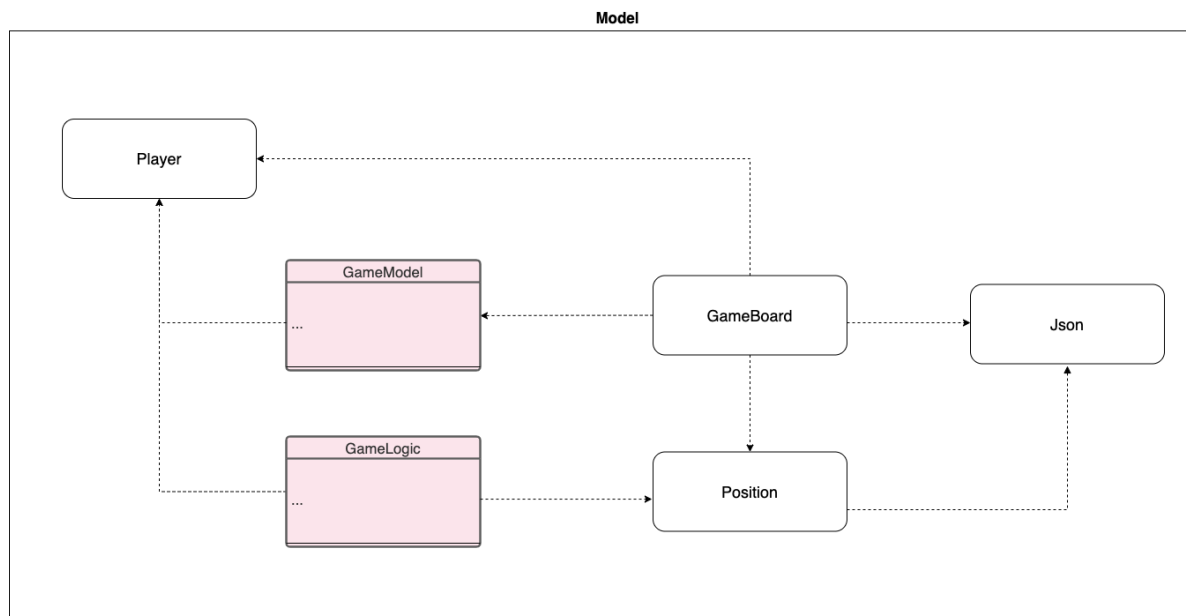 Model
Player
GameModel
...
GameBoard
Json
GameLogic
...
Position